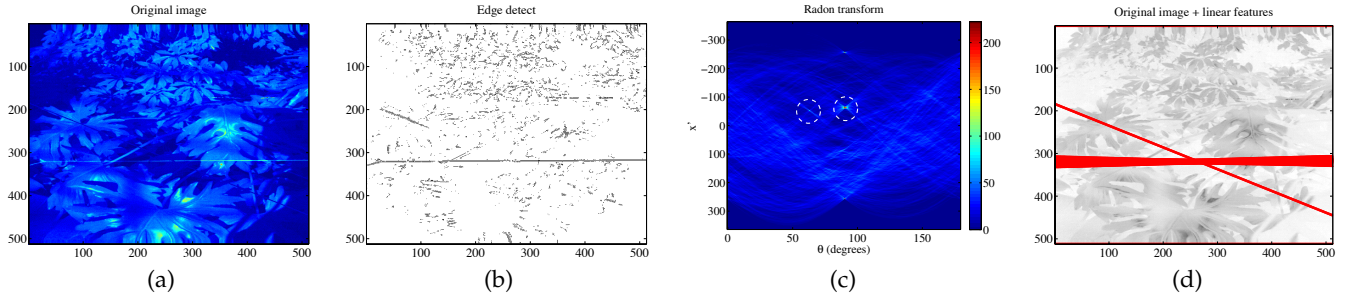 Original image
Edge detect
Radon transform
Original image + linear features
100
200
300
400
500
100 200 300 400 500
(a)
100
200
300
400
500
100 200 300 400 500
(b)
x'
−300
−200
−100
0
100
200
300
0 50 100 150
θ (degrees)
200
150
100
50
0
(c)
100
200
300
400
500
100 200 300 400 500
(d)